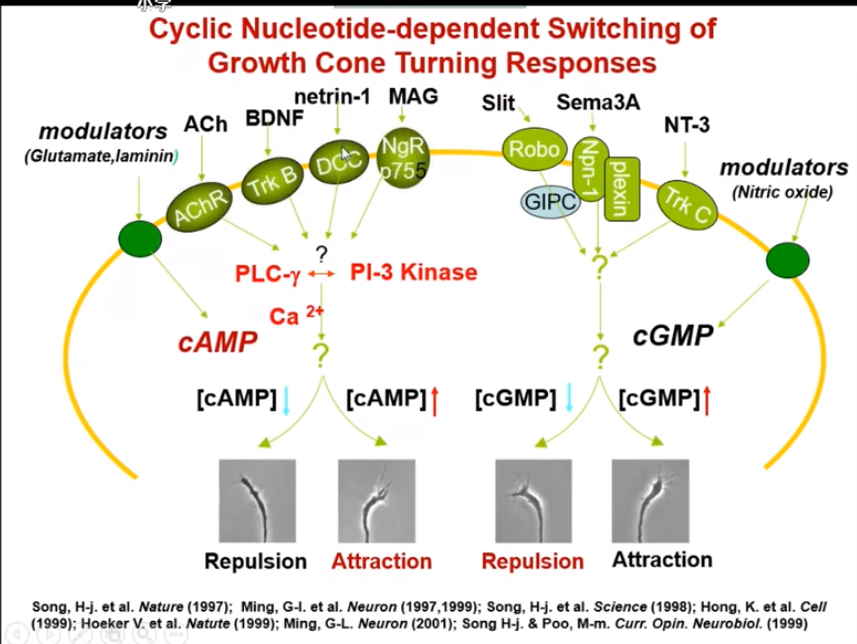 Cyclic Nucleotide-dependent Switching of
Growth Cone Turning Responses
netrin-1 MAG
Slit Sema3A
modulators ACh BDNF
NT-3
(Glutamate,laminin)
modulators
(Nitric oxide)
AChR Trk B DCC NgR
p75
Robo Npn-1 plexin
GIPC
Trk C
?
PLC-γ PI-3 Kinase
?
Ca 2+
cAMP
cGMP
?
?
[cAMP] [cAMP] [cGMP] [cGMP]
Repulsion Attraction Repulsion Attraction
Song, H-j. et al. Nature (1997); Ming, G-l. et al. Neuron (1997,1999); Song, H-j. et al. Science (1998); Hong, K. et al. Cell
(1999); Hoeker V. et al. Natute (1999); Ming, G-L. Neuron (2001); Song H-j. & Poo, M-m. Curr. Opin. Neurobiol. (1999)